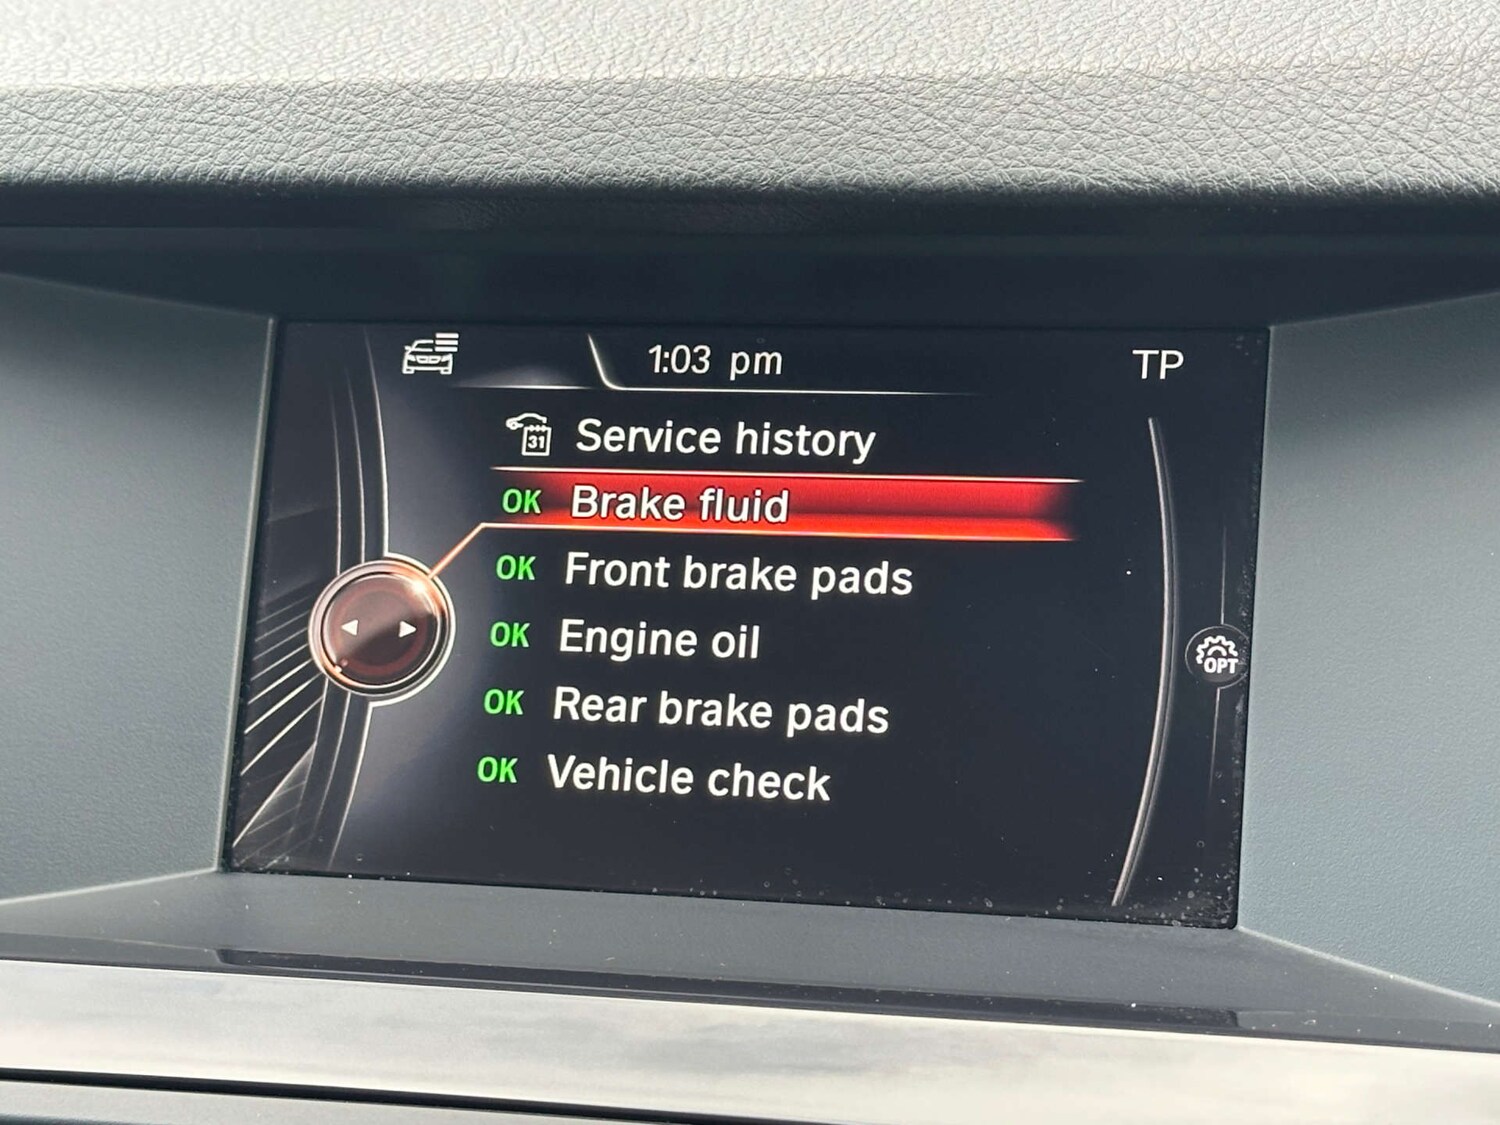 1:03 pm
TP
31 Service history
OK Brake fluid
OK Front brake pads
OK Engine oil
OK Rear brake pads
OK Vehicle check
OPT